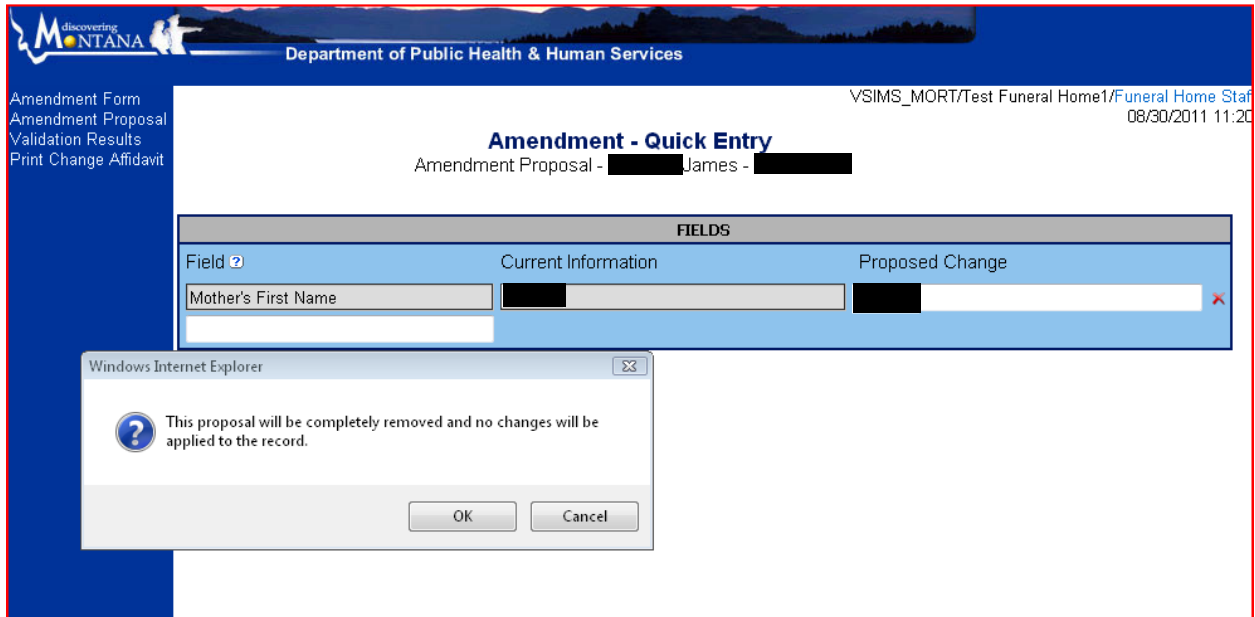 discovering
MONTANA
Department of Public Health & Human Services
Amendment Form
Amendment Proposal
Validation Results
Print Change Affidavit
VSIMS_MORT/Test Funeral Home1/Funeral Home Staf
08/30/2011 11:20
Amendment - Quick Entry
Amendment Proposal - James -
FIELDS
Field ? Current Information Proposed Change
Mother's First Name
Windows Internet Explorer
This proposal will be completely removed and no changes will be
applied to the record.
OK Cancel